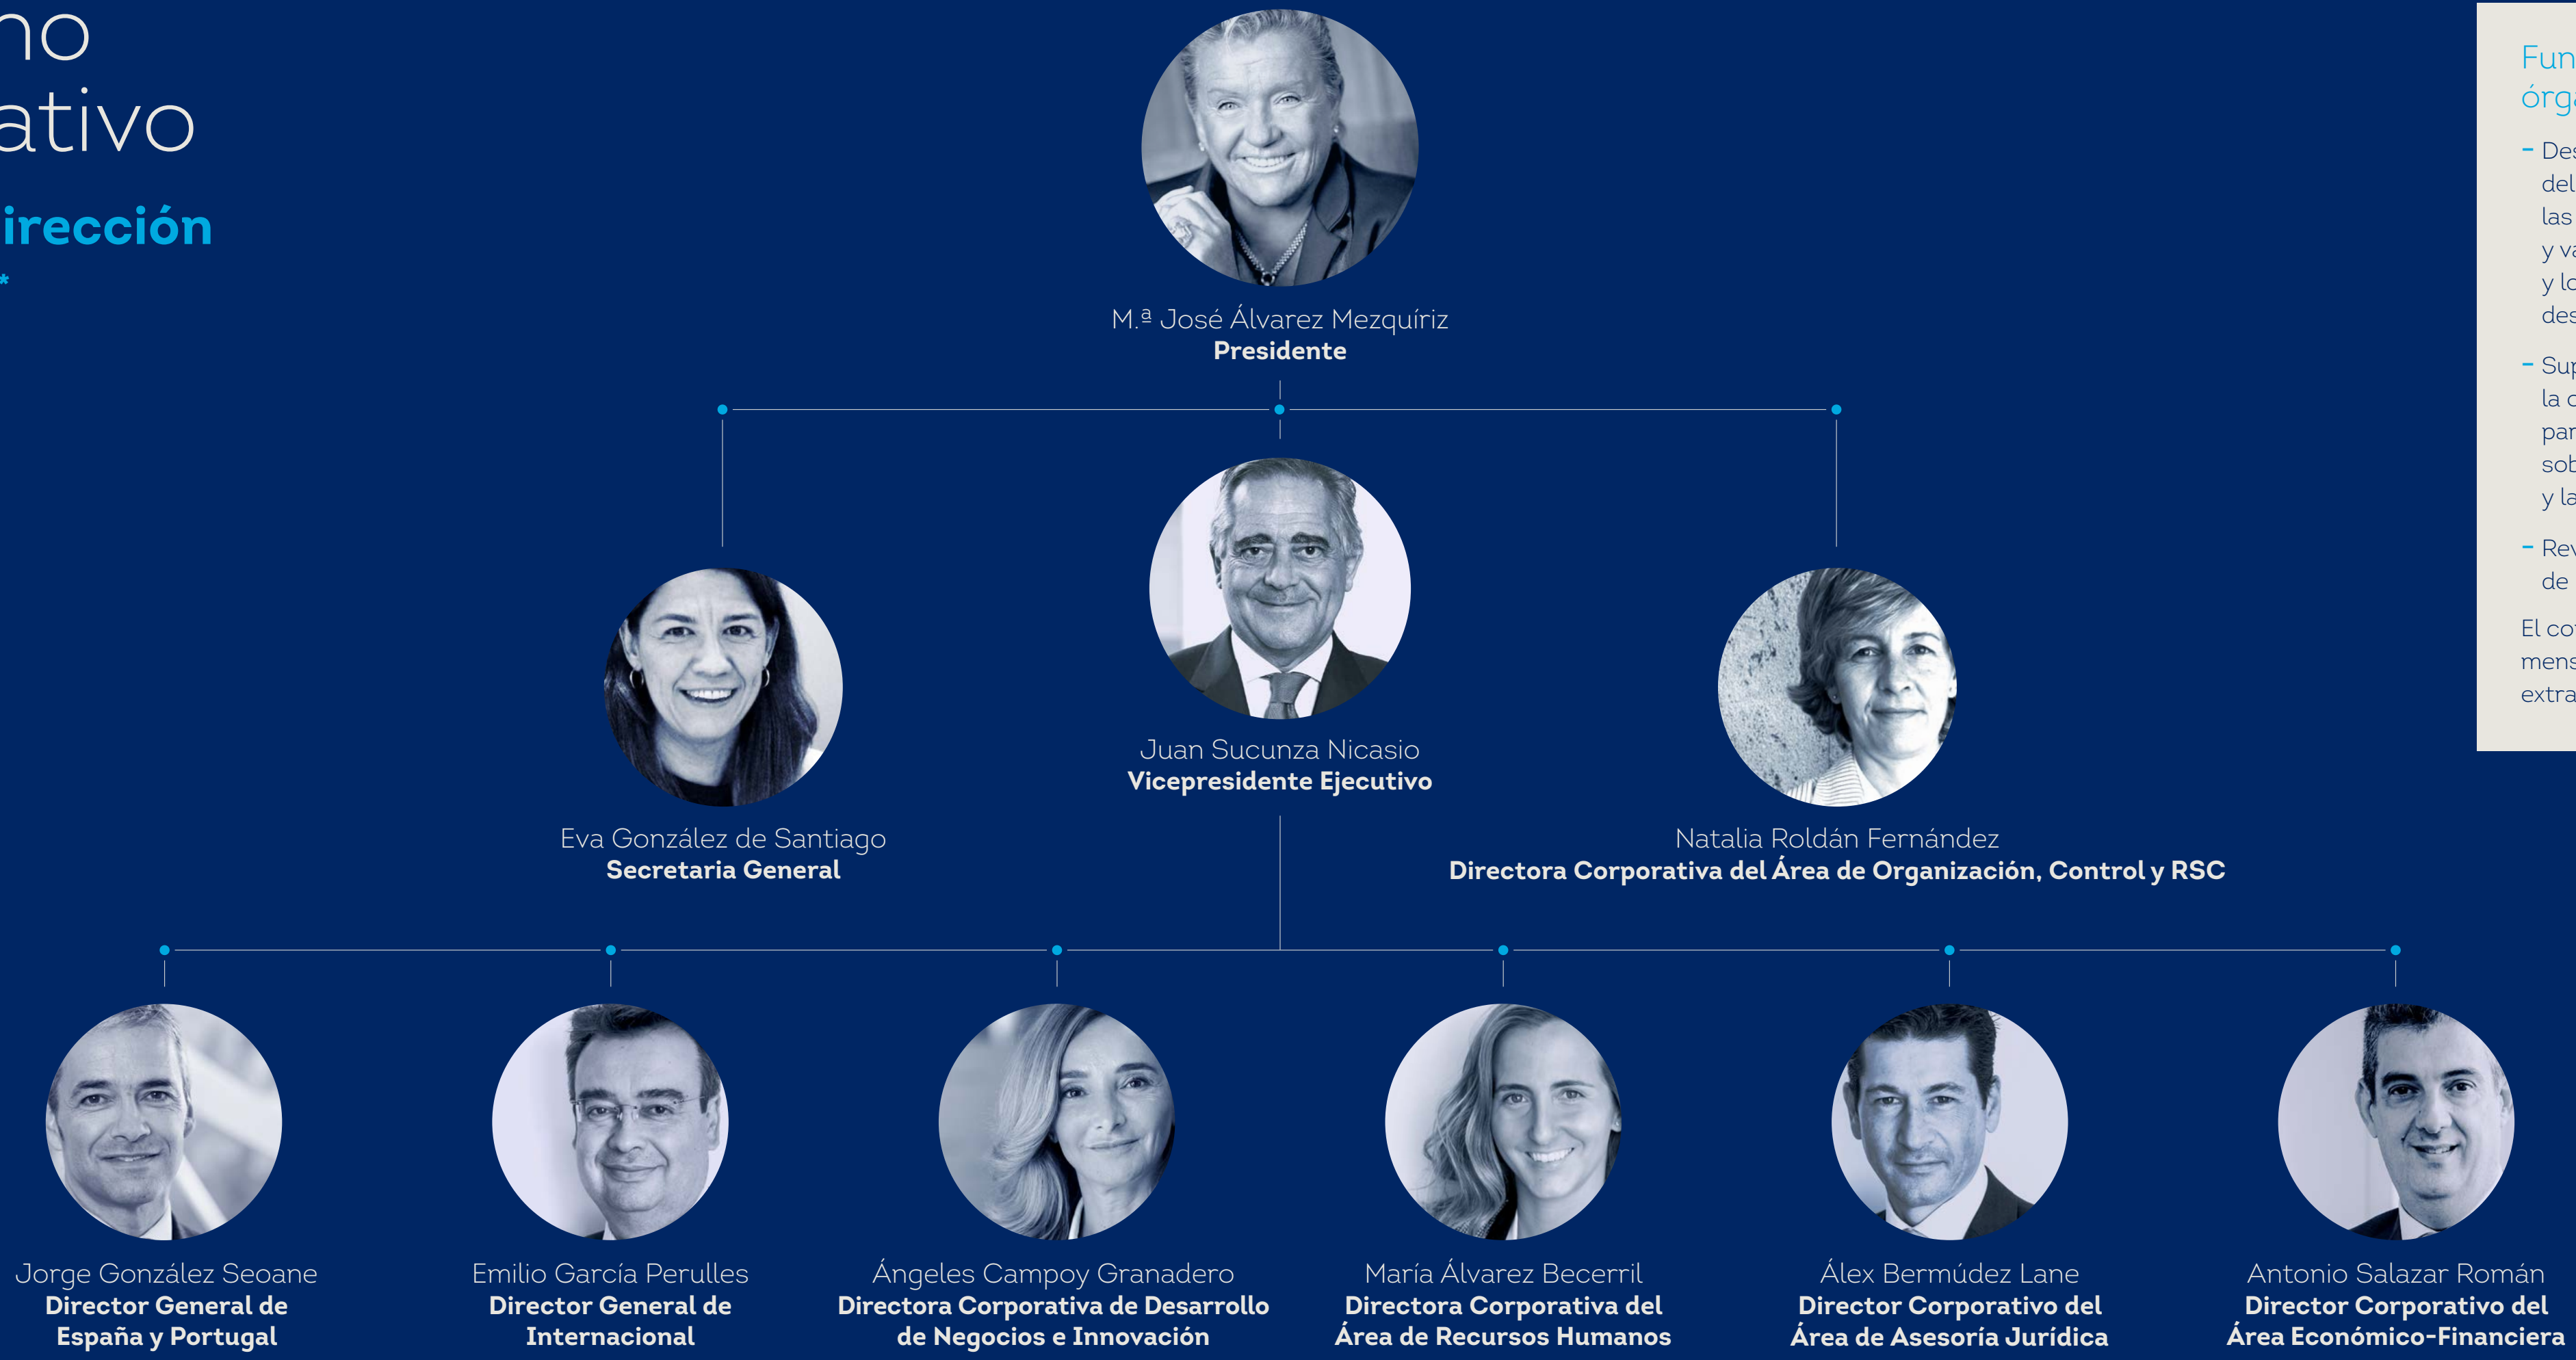 no
ativo
irección
*
M.ª José Álvarez Mezquíriz
Presidente
Eva González de Santiago
Secretaria General
Juan Sucunza Nicasio
Vicepresidente Ejecutivo
Natalia Roldán Fernández
Directora Corporativa del Área de Organización, Control y RSC
Jorge González Seoane
Director General de
España y Portugal
Emilio García Perulles
Director General de
Internacional
Ángeles Campoy Granadero
Directora Corporativa de Desarrollo
de Negocios e Innovación
María Álvarez Becerril
Directora Corporativa del
Área de Recursos Humanos
Álex Bermúdez Lane
Director Corporativo del
Área de Asesoría Jurídica
Antonio Salazar Román
Director Corporativo del
Área Económico-Financiera
Fun
órga
- Des
del
las
y va
y lo
des
- Sup
la
par
sob
y la
- Rev
de
El co
mens
extra